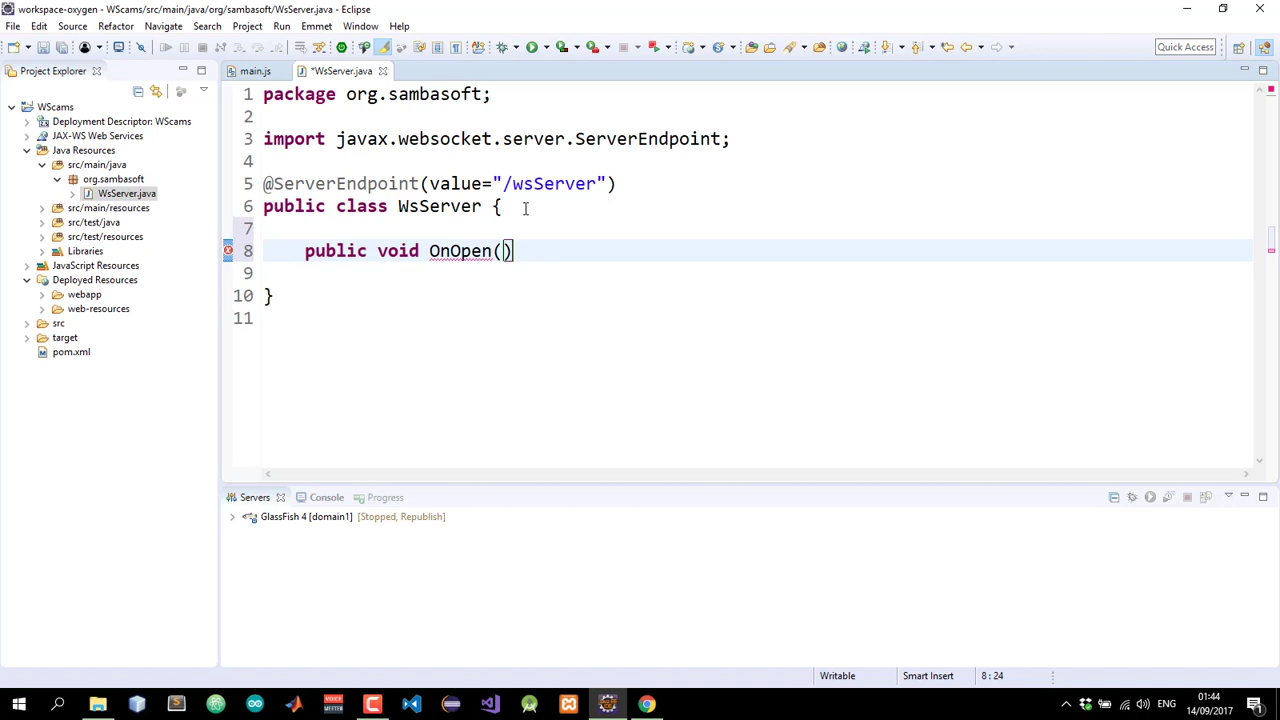 workspace-oxygen - WScams/src/main/java/org/sambasoft/WsServer.java - Eclipse
File Edit Source Refactor Navigate Search Project Run Emmet Window Help
Quick Access
Project Explorer
main.js
*WsServer.java
WScams
Deployment Descriptor: WScams
JAX-WS Web Services
Java Resources
src/main/java
org.sambasoft
WsServer.java
src/main/resources
src/test/java
src/test/resources
Libraries
JavaScript Resources
Deployed Resources
webapp
web-resources
src
target
pom.xml
1 package org.sambasoft;
2
3 import javax.websocket.server.ServerEndpoint;
4
5 @ServerEndpoint(value="/wsServer")
6 public class WsServer {
7
8 public void OnOpen()
9
10 }
11
Servers Console Progress
GlassFish 4 [domain1] [Stopped, Republish]
Writable Smart Insert 8 : 24
VOICE
METER
ENG
01:44
14/09/2017